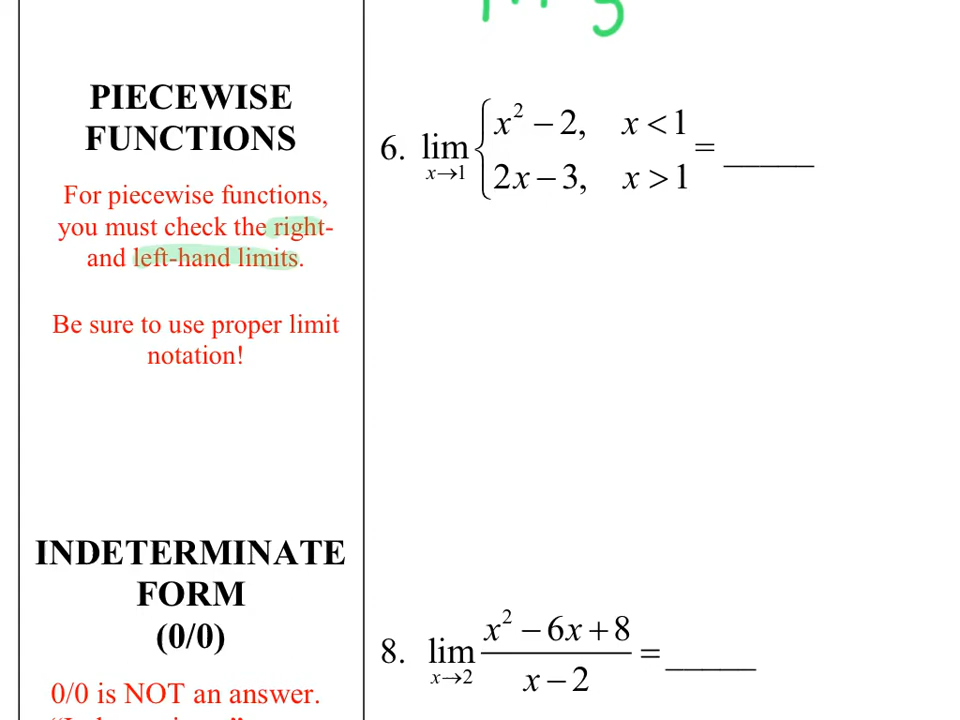 PIECEWISE
FUNCTIONS
For piecewise functions,
you must check the right-
and left-hand limits.
Be sure to use proper limit
notation!
6. lim x→1 { x² − 2, x < 1
2x − 3, x > 1 = _____
INDETERMINATE
FORM
(0/0)
0/0 is NOT an answer.
8. lim x→2 (x² − 6x + 8)/(x − 2) = _____